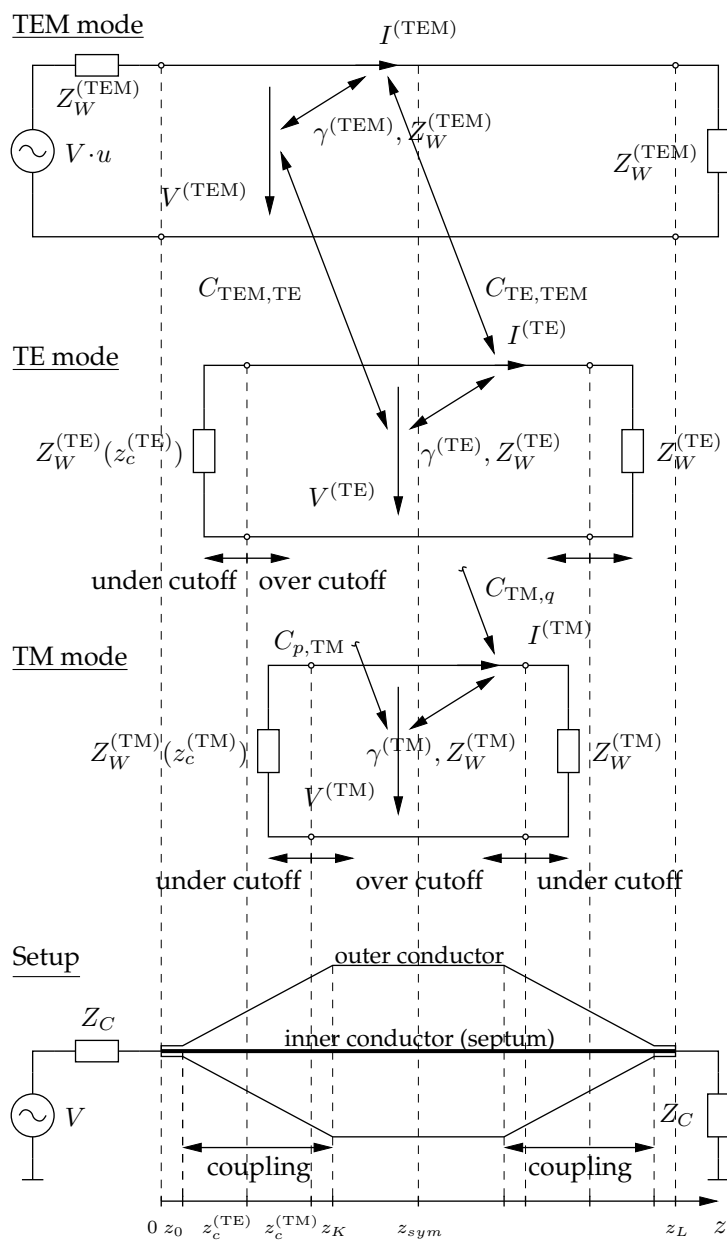 TEM mode
I^(TEM)
Z_W^(TEM)
γ^(TEM), Z_W^(TEM)
V·u
Z_W^(TEM)
V^(TEM)
C_TEM,TE
C_TE,TEM
I^(TE)
TE mode
Z_W^(TE)(z_c^(TE))
γ^(TE), Z_W^(TE)
Z_W^(TE)
V^(TE)
under cutoff over cutoff
C_TM,q
C_p,TM
I^(TM)
TM mode
Z_W^(TM)(z_c^(TM))
γ^(TM), Z_W^(TM)
Z_W^(TM)
V^(TM)
under cutoff over cutoff under cutoff
Setup
outer conductor
Z_C
inner conductor (septum)
V
Z_C
coupling coupling
0 z_0 z_c^(TE) z_c^(TM) z_K z_sym z_L z